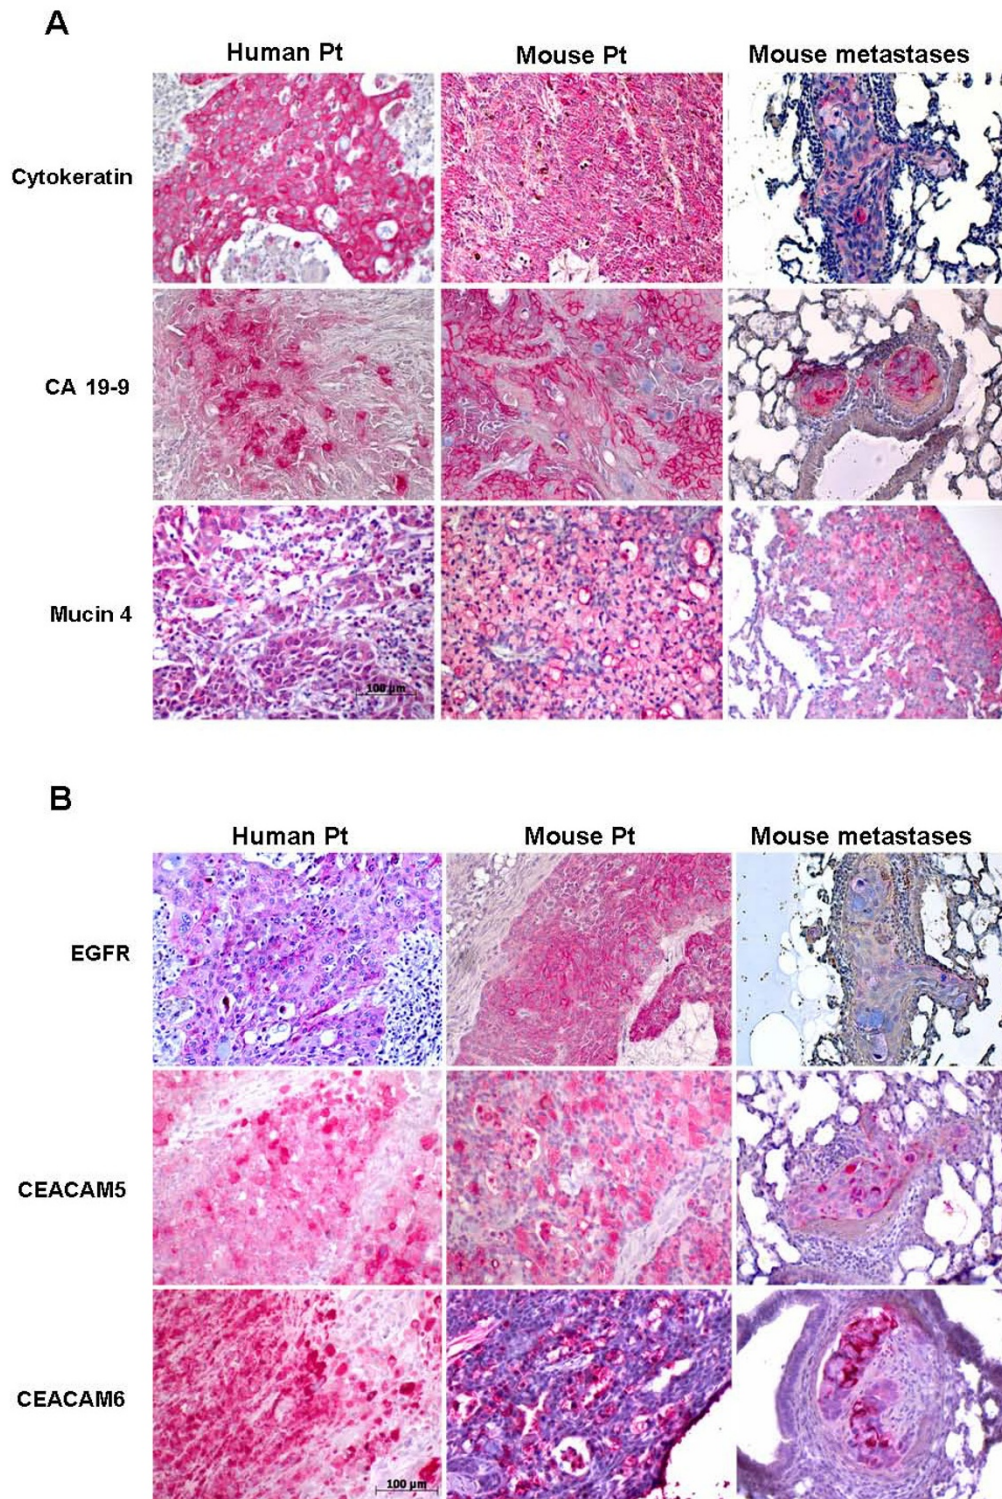 A
Human Pt
Mouse Pt
Mouse metastases
Cytokeratin
CA 19-9
Mucin 4
100 µm
B
Human Pt
Mouse Pt
Mouse metastases
EGFR
CEACAM5
CEACAM6
100 µm